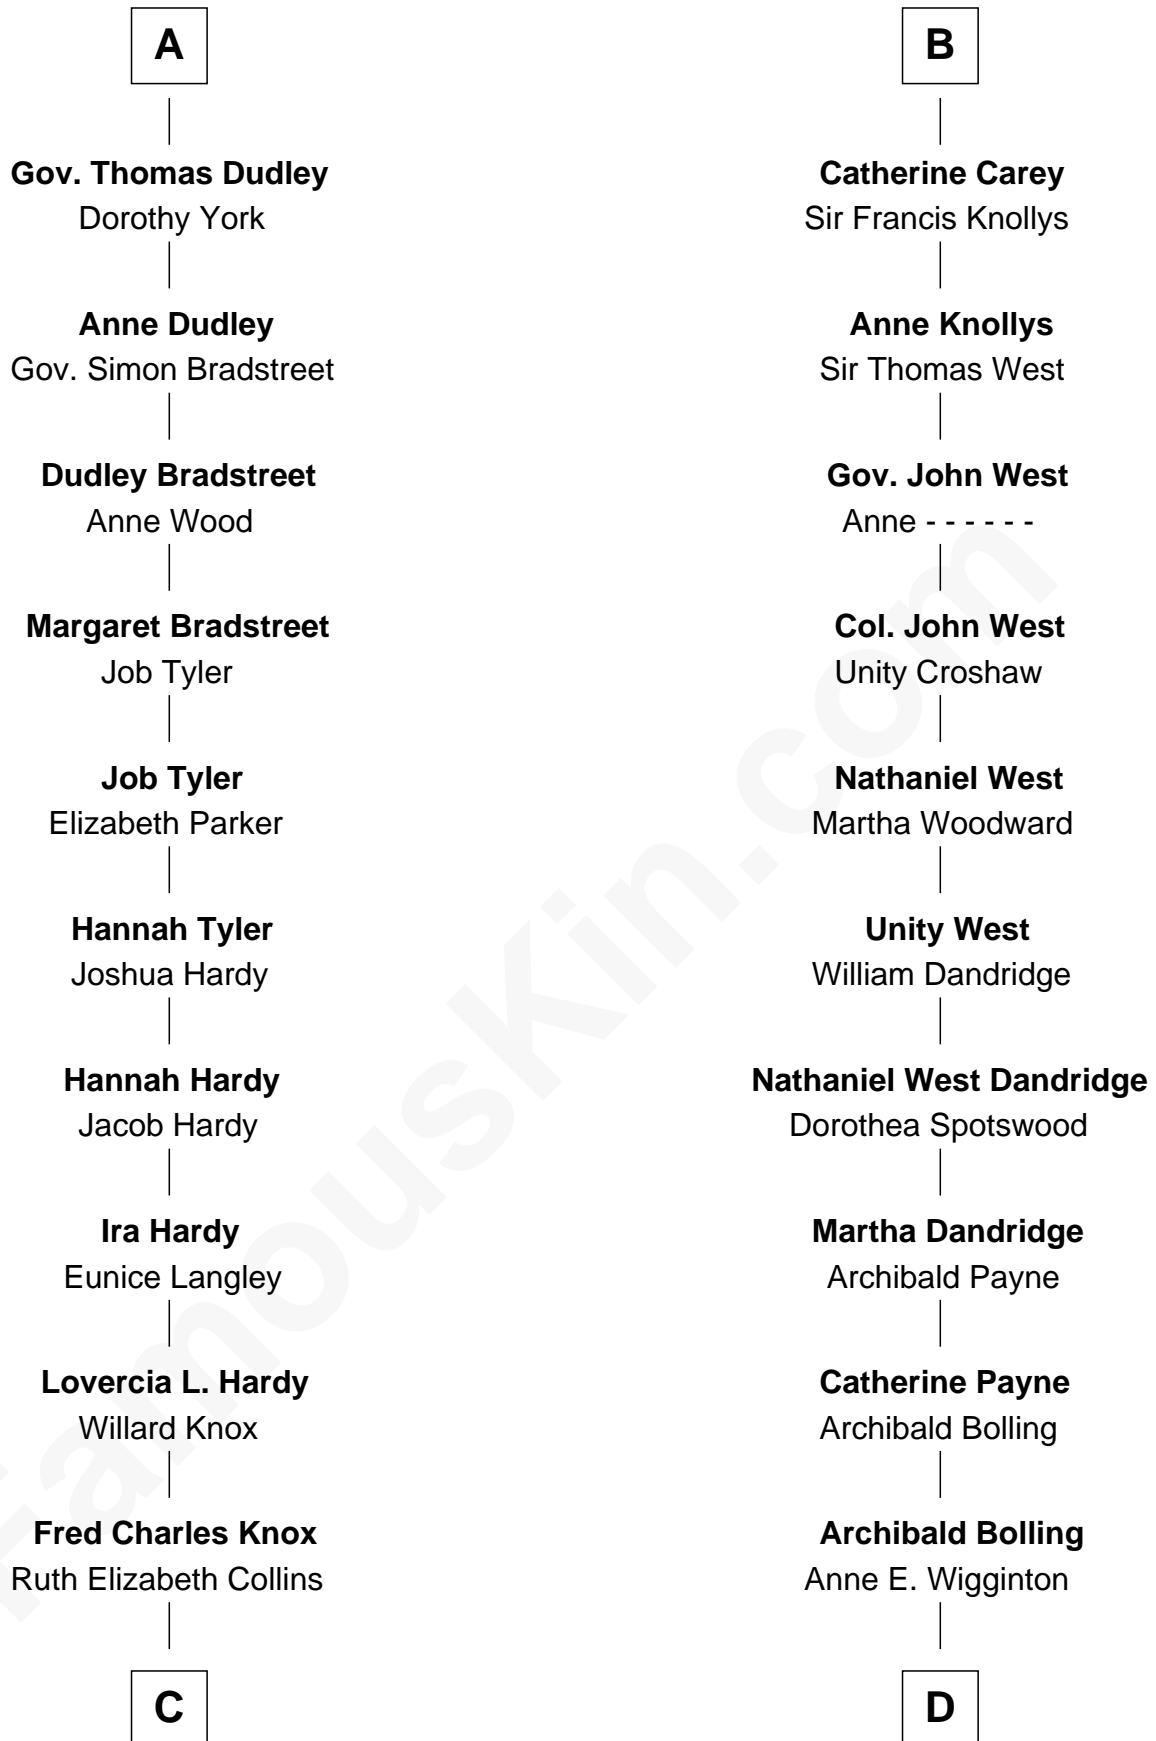 A
Gov. Thomas Dudley
Dorothy York
Anne Dudley
Gov. Simon Bradstreet
Dudley Bradstreet
Anne Wood
Margaret Bradstreet
Job Tyler
Job Tyler
Elizabeth Parker
Hannah Tyler
Joshua Hardy
Hannah Hardy
Jacob Hardy
Ira Hardy
Eunice Langley
Lovercia L. Hardy
Willard Knox
Fred Charles Knox
Ruth Elizabeth Collins
C
B
Catherine Carey
Sir Francis Knollys
Anne Knollys
Sir Thomas West
Gov. John West
Anne - - - - - -
Col. John West
Unity Croshaw
Nathaniel West
Martha Woodward
Unity West
William Dandridge
Nathaniel West Dandridge
Dorothea Spotswood
Martha Dandridge
Archibald Payne
Catherine Payne
Archibald Bolling
Archibald Bolling
Anne E. Wigginton
D
FamousKin.com